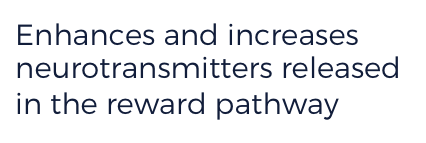 Enhances and increases
neurotransmitters released
in the reward pathway